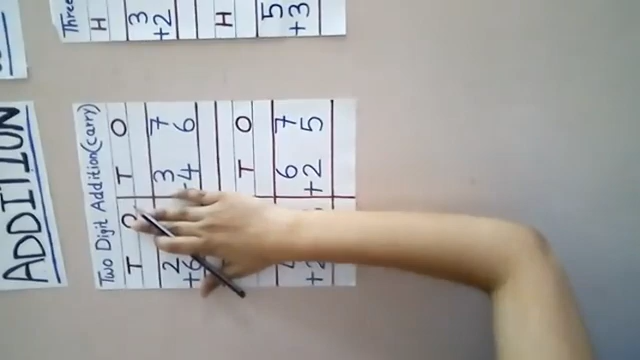 ADDITION
Two Digit Addition(carry)
T O T O
2 3 7
+6 4 6
T O
6 7
+2 5
Three
H
3
+2
H
5
+3